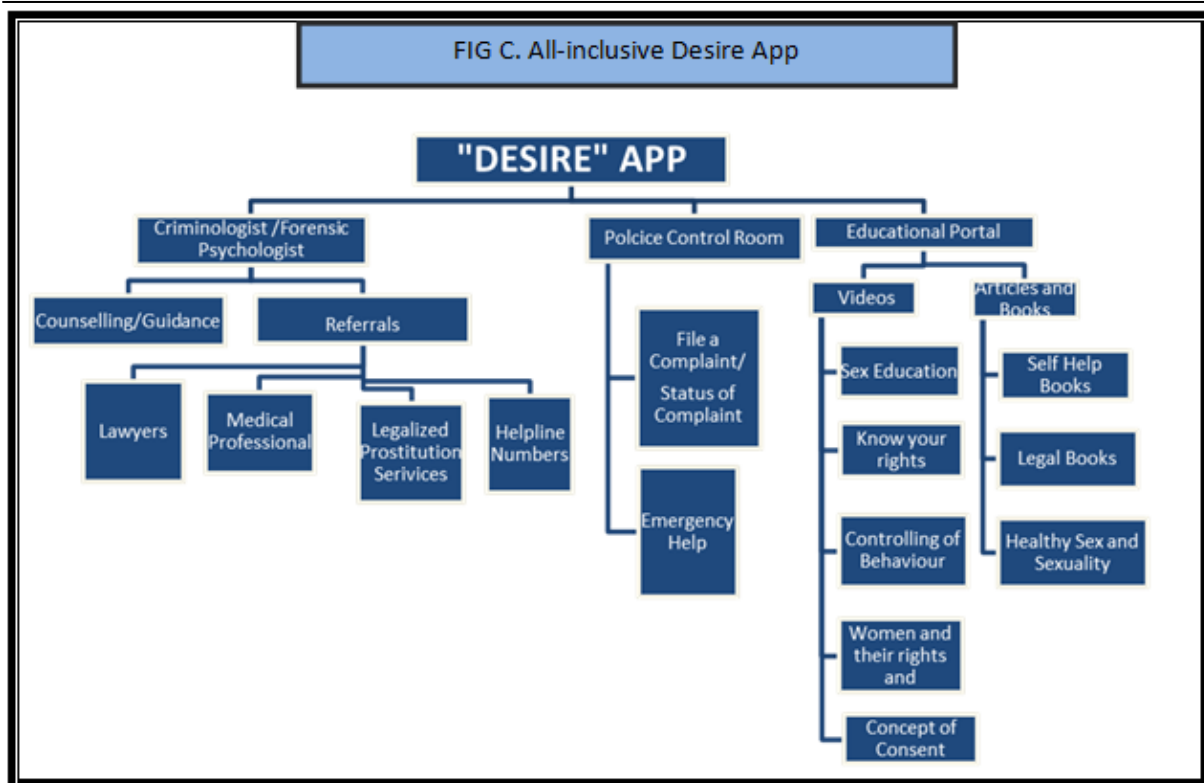 FIG C. All-inclusive Desire App
"DESIRE" APP
Criminologist /Forensic
Psychologist
Polcice Control Room
Educational Portal
Counselling/Guidance
Referrals
Videos
Articles and
Books
Lawyers
Medical
Professional
Legalized
Prostitution
Serivices
Helpline
Numbers
File a
Complaint/
Status of
Complaint
Emergency
Help
Sex Education
Know your
rights
Controlling of
Behaviour
Women and
their rights
and
Concept of
Consent
Self Help
Books
Legal Books
Healthy Sex and
Sexuality